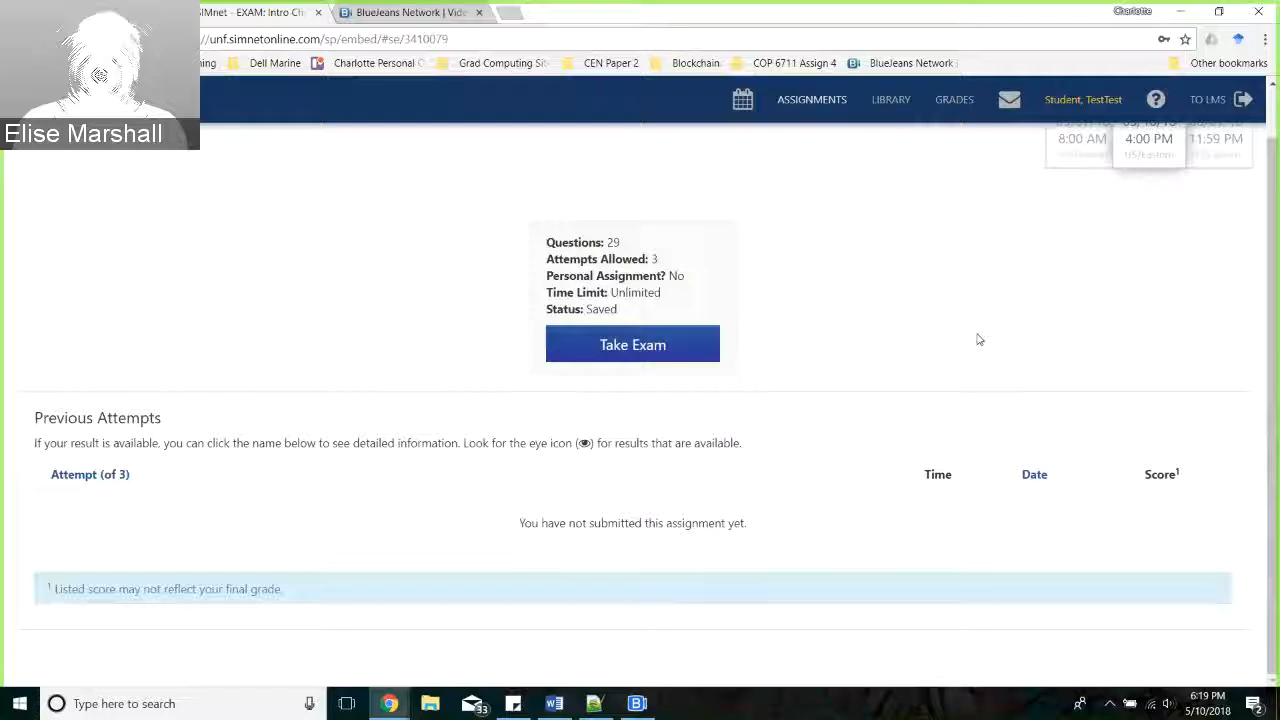 SIMnet - EXAM: Intro Ch
BlueJeans Network | Vide
Charlotte
//unf.simnetonline.com/sp/embed/#se/3410079
Dell Marine
Charlotte Personal C
Grad Computing Si
CEN Paper 2
Blockchain
COP 6711 Assign 4
BlueJeans Network
Other bookmarks
ASSIGNMENTS
LIBRARY
GRADES
Student, TestTest
TO LMS
Elise Marshall
8:00 AM
4:00 PM
11:59 PM
US/Eastern
Questions: 29
Attempts Allowed: 3
Personal Assignment? No
Time Limit: Unlimited
Status: Saved
Take Exam
Previous Attempts
If your result is available, you can click the name below to see detailed information. Look for the eye icon () for results that are available.
Attempt (of 3)
Time
Date
Score¹
You have not submitted this assignment yet.
¹ Listed score may not reflect your final grade.
Type here to search
33
6:19 PM
5/10/2018
2